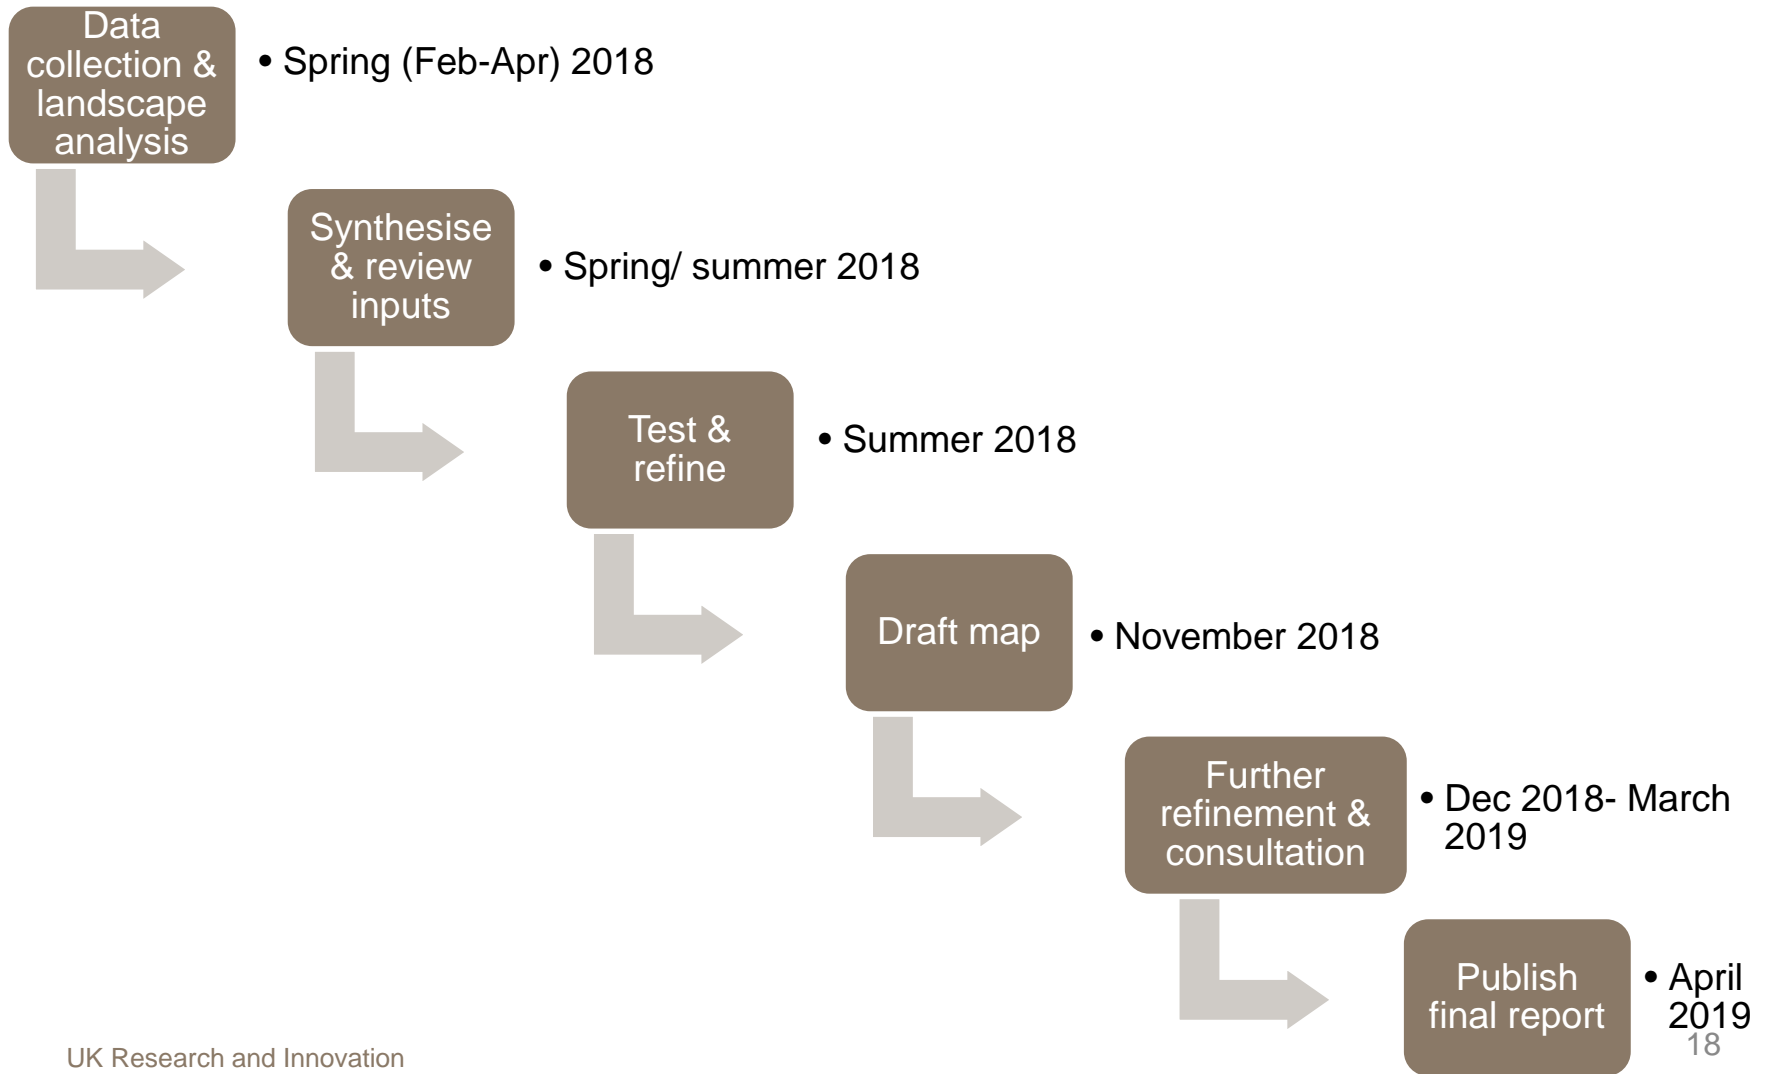 Data
collection &
landscape
analysis
• Spring (Feb-Apr) 2018
Synthesise
& review
inputs
• Spring/ summer 2018
Test &
refine
• Summer 2018
Draft map
• November 2018
Further
refinement &
consultation
• Dec 2018- March
2019
Publish
final report
• April
2019
UK Research and Innovation
18